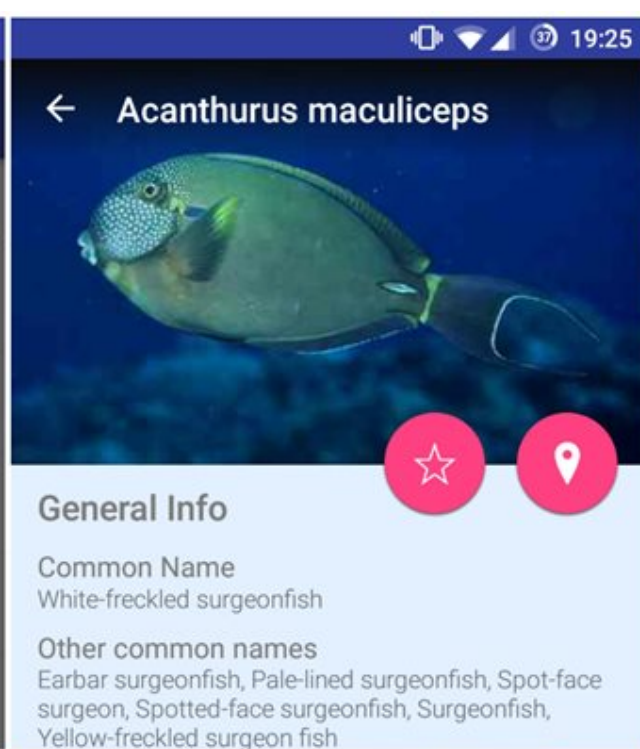 37 19:25
Acanthurus maculiceps
General Info
Common Name
White-freckled surgeonfish
Other common names
Earbar surgeonfish, Pale-lined surgeonfish, Spot-face
surgeon, Spotted-face surgeonfish, Surgeonfish,
Yellow-freckled surgeon fish